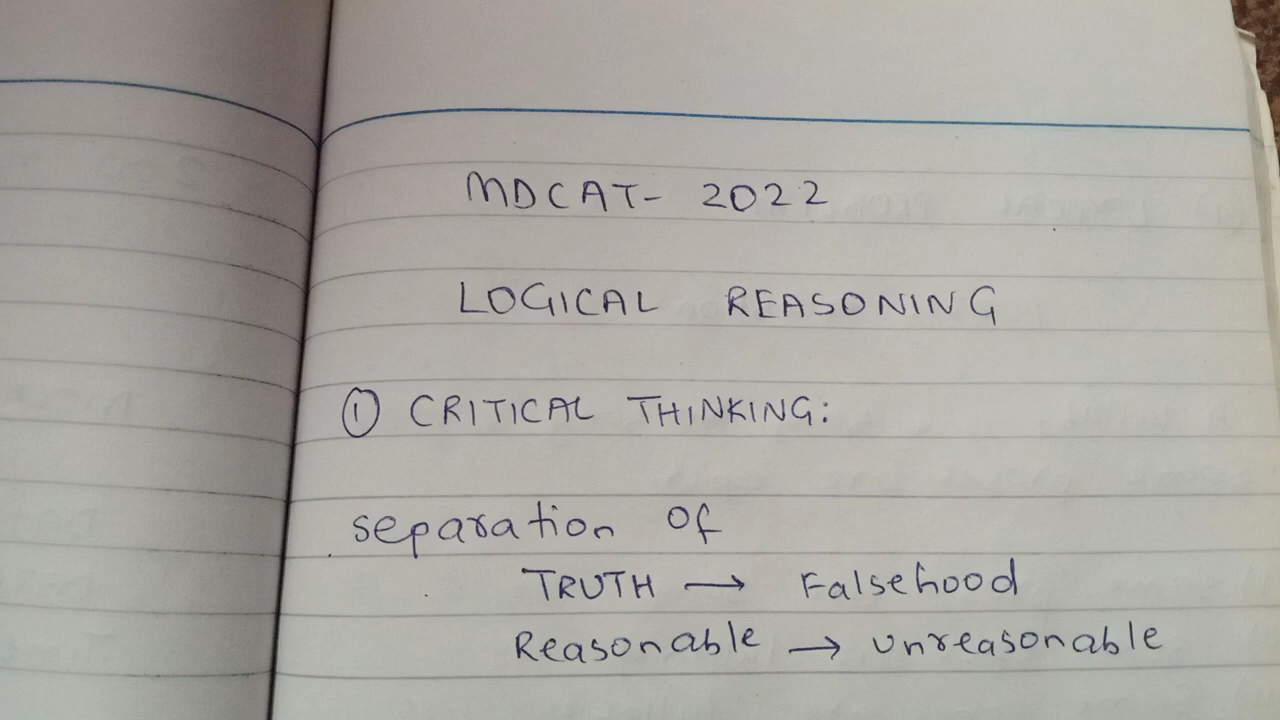 MDCAT- 2022
LOGICAL REASONING
① CRITICAL THINKING:
separation of
TRUTH → Falsehood
Reasonable → unreasonable